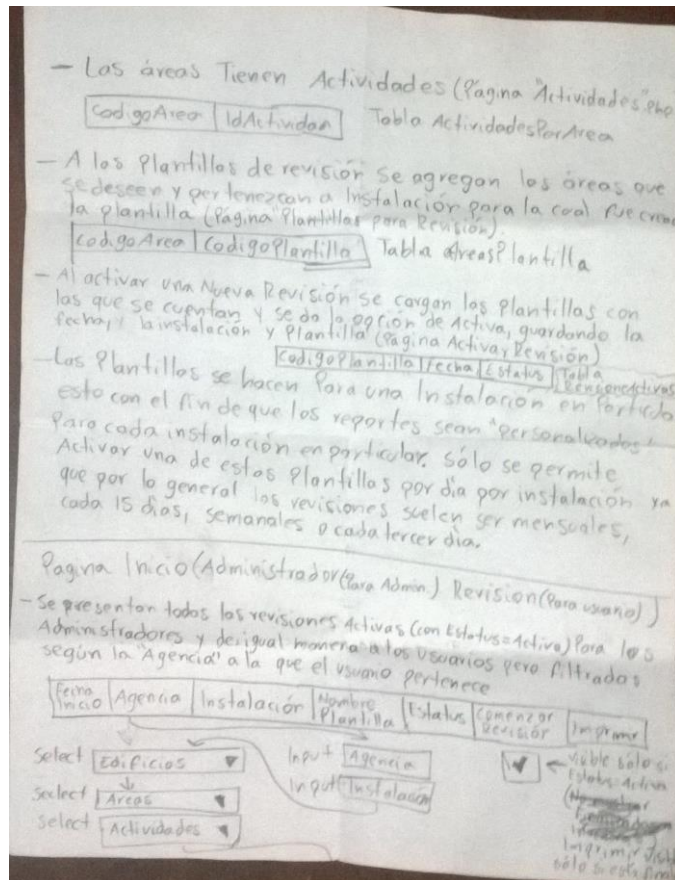 - Las áreas Tienen Actividades (Página "Actividades".php
CodigoArea | IdActividad Tabla ActividadesPorArea
- A las Plantillas de revisión se agregan las áreas que
se deseen y pertenezcan a Instalación para la cual fue
la plantilla (Página "Plantillas para Revisión).
CodigoArea | CodigoPlantilla Tabla AreasPlantilla
- Al activar una Nueva Revisión se cargan las plantillas con
las que se cuentan y se da la opción de Activa, guardando la
fecha, la instalación y Plantilla (Página Activar Revisión)
CodigoPlantilla | Fecha | Estatus | Tabla
- Las Plantillas se hacen Para una Instalación en Particular
esto con el fin de que los reportes sean "personalizados"
Para cada instalación en particular. Sólo se permite
Activar una de estas Plantillas por día por instalación ya
que por lo general las revisiones suelen ser mensuales,
cada 15 días, semanales o cada tercer día.
Pagina Inicio (Administrador (Para Admin.) Revision (Para usuario))
- Se presentan todas las revisiones Activas (con Estatus=Activa) Para los
Administradores y de igual manera a los usuarios pero filtradas
según la "Agencia" a la que el usuario pertenece
Fecha Inicio | Agencia | Instalación | Nombre Plantilla | Estatus | Comenzar Revisión | Imprimir
Select Edificios Input Agencia
Select Areas Input Instalación
Select Actividades
Visible sólo si
Estatus Activa
Imprimir
sólo si está